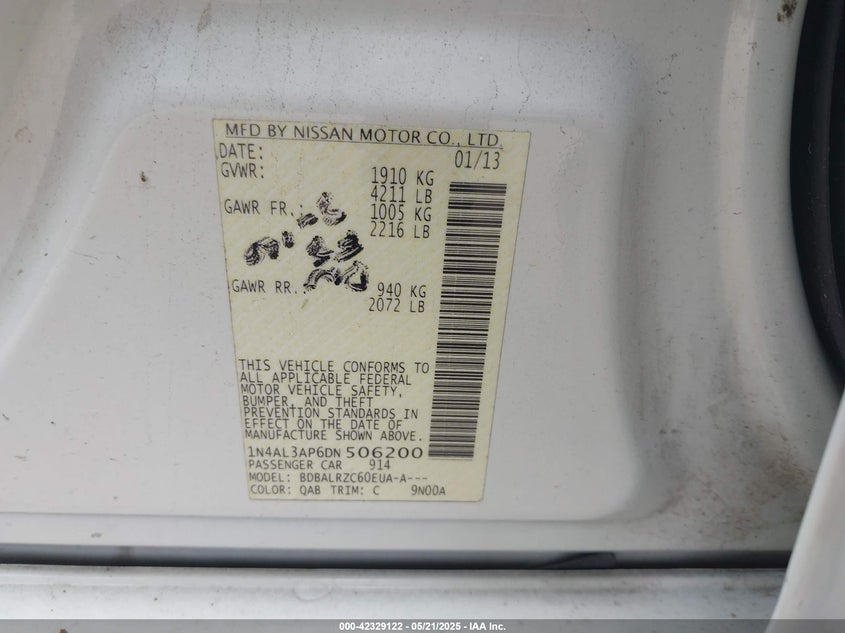 MFD BY NISSAN MOTOR CO., LTD.
DATE: 01/13
GVWR: 1910 KG
4211 LB
GAWR FR.: 1005 KG
2216 LB
GAWR RR.: 940 KG
2072 LB
THIS VEHICLE CONFORMS TO
ALL APPLICABLE FEDERAL
MOTOR VEHICLE SAFETY,
BUMPER, AND THEFT
PREVENTION STANDARDS IN
EFFECT ON THE DATE OF
MANUFACTURE SHOWN ABOVE.
1N4AL3AP6DN 506200
PASSENGER CAR 914
MODEL: BDBALRZC60EUA-A---
COLOR: QAB TRIM: C 9N00A
000-42329122 — 05/21/2025 — IAA Inc.